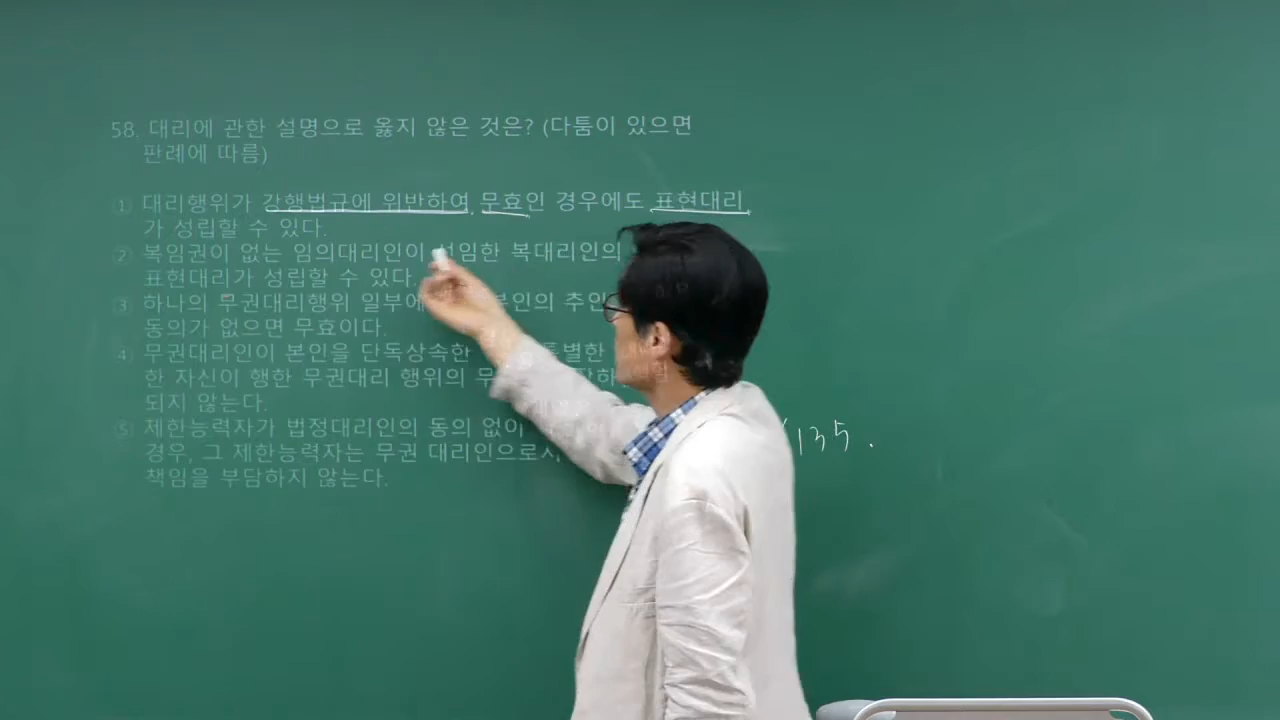 58. 대리에 관한 설명으로 옳지 않은 것은? (다툼이 있으면
판례에 따름)
① 대리행위가 강행법규에 위반하여 무효인 경우에도 표현대리
가 성립할 수 있다.
② 복임권이 없는 임의대리인이 선임한 복대리인의
표현대리가 성립할 수 있다.
③ 하나의 무권대리행위 일부에 본인의 추인
동의가 없으면 무효이다.
④ 무권대리인이 본인을 단독상속한 특별한
한 자신이 행한 무권대리 행위의
되지 않는다.
⑤ 제한능력자가 법정대리인의 동의 없이
경우, 그 제한능력자는 무권 대리인으로서
책임을 부담하지 않는다.
135.